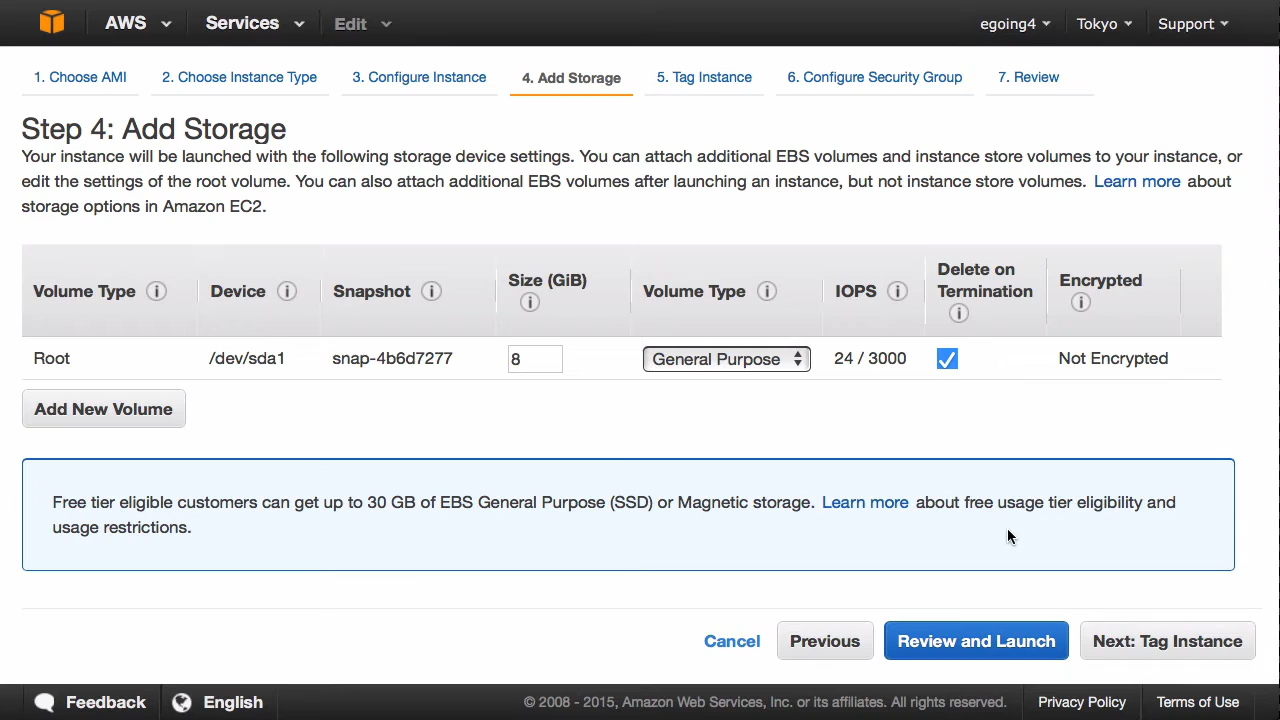 AWS Services Edit egoing4 Tokyo Support
1. Choose AMI 2. Choose Instance Type 3. Configure Instance 4. Add Storage 5. Tag Instance 6. Configure Security Group 7. Review
Step 4: Add Storage
Your instance will be launched with the following storage device settings. You can attach additional EBS volumes and instance store volumes to your instance, or
edit the settings of the root volume. You can also attach additional EBS volumes after launching an instance, but not instance store volumes. Learn more about
storage options in Amazon EC2.
Volume Type Device Snapshot Size (GiB) Volume Type IOPS Delete on Termination Encrypted
Root /dev/sda1 snap-4b6d7277 8 General Purpose 24 / 3000 Not Encrypted
Add New Volume
Free tier eligible customers can get up to 30 GB of EBS General Purpose (SSD) or Magnetic storage. Learn more about free usage tier eligibility and
usage restrictions.
Cancel Previous Review and Launch Next: Tag Instance
Feedback English © 2008 - 2015, Amazon Web Services, Inc. or its affiliates. All rights reserved. Privacy Policy Terms of Use